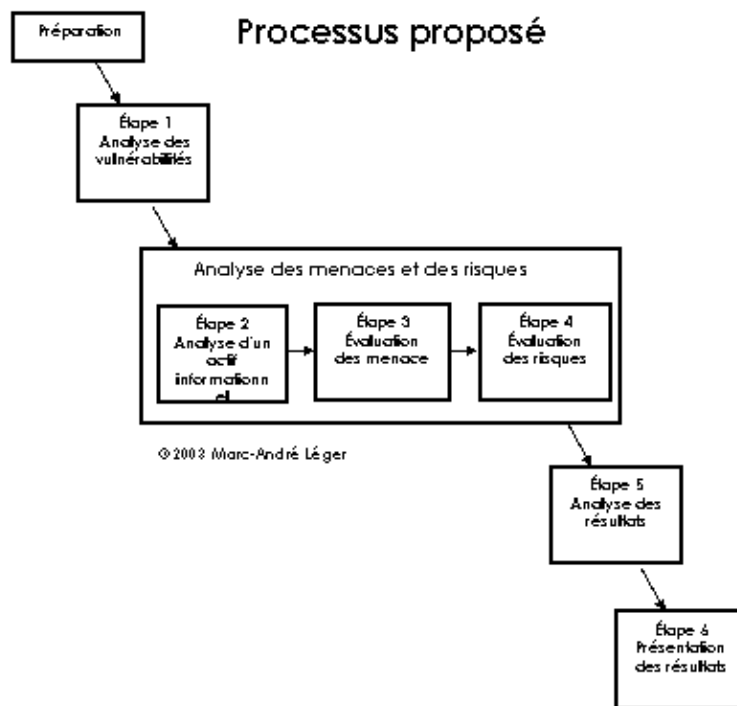 Processus proposé
Préparation
Étape 1
Analyse des
vulnérabilités
Analyse des menaces et des risques
Étape 2
Analyse d'un
actif
informationn
el
Étape 3
Évaluation
des menace
Étape 4
Évaluation
des risques
©2003 Marc-André Léger
Étape 5
Analyse des
résultats
Étape 6
Présentation
des résultats